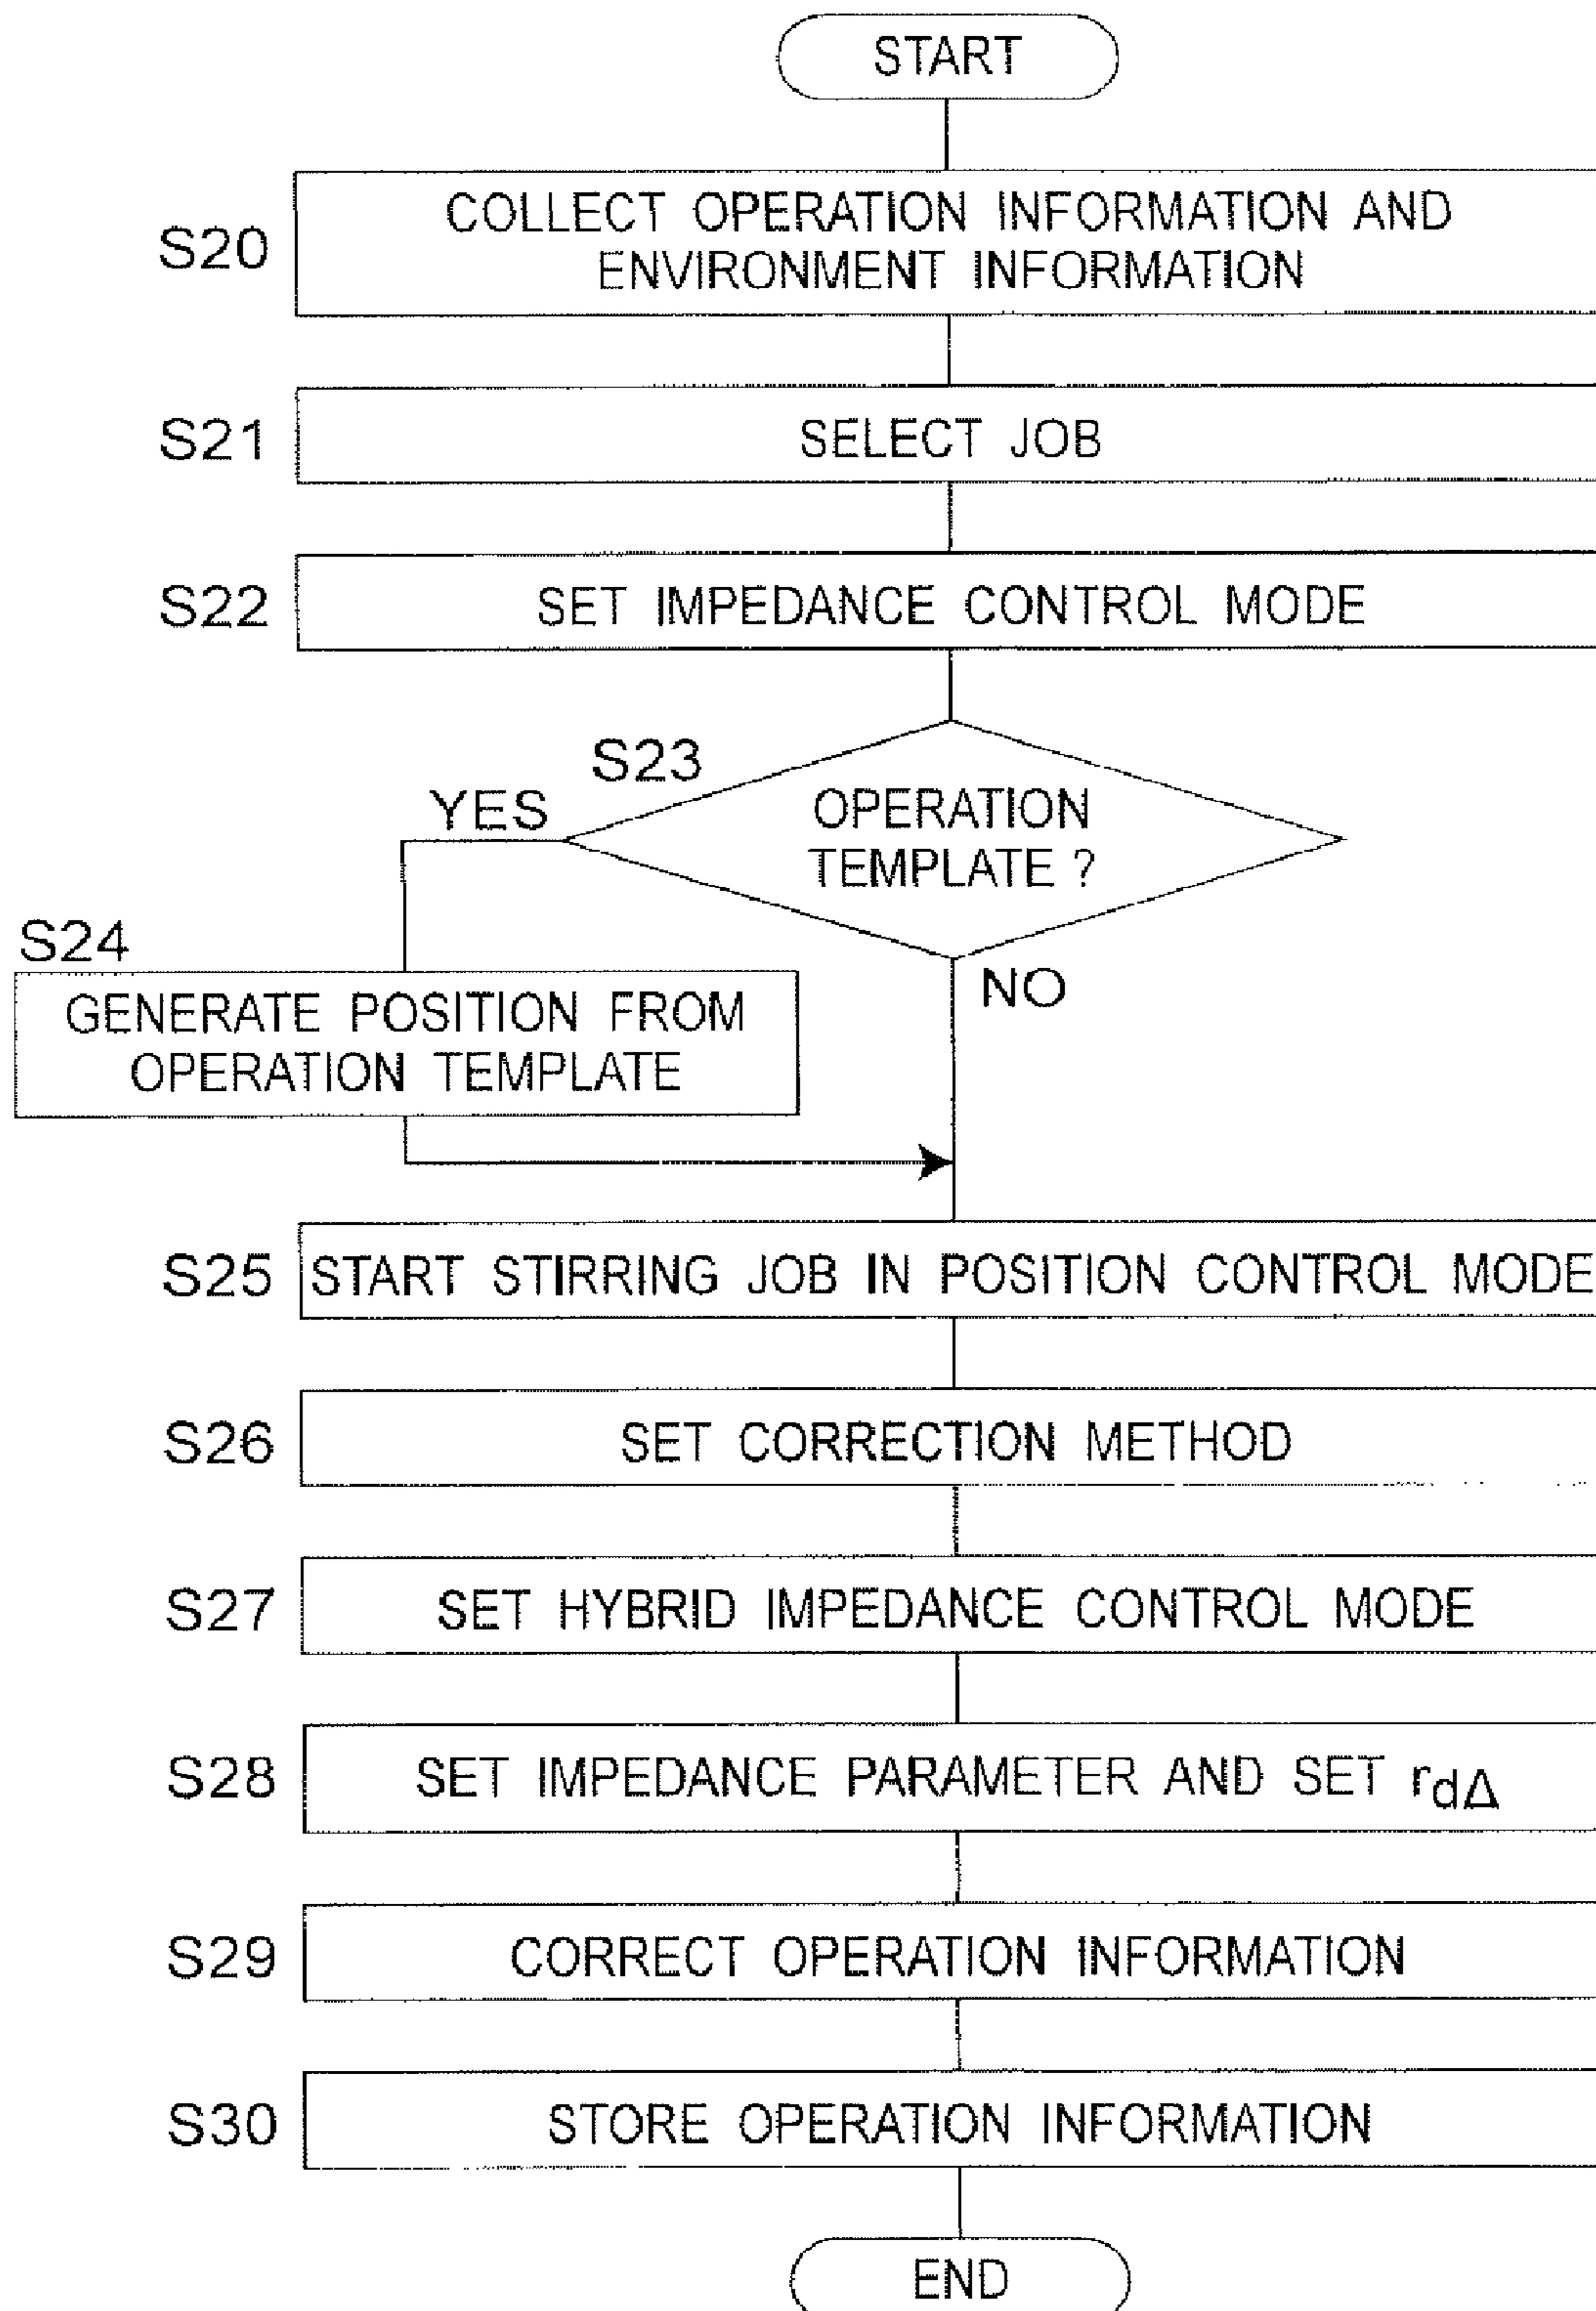 START
S20
COLLECT OPERATION INFORMATION AND
ENVIRONMENT INFORMATION
S21
SELECT JOB
S22
SET IMPEDANCE CONTROL MODE
S23
OPERATION
TEMPLATE ?
YES
NO
S24
GENERATE POSITION FROM
OPERATION TEMPLATE
S25
START STIRRING JOB IN POSITION CONTROL MODE
S26
SET CORRECTION METHOD
S27
SET HYBRID IMPEDANCE CONTROL MODE
S28
SET IMPEDANCE PARAMETER AND SET rdΔ
S29
CORRECT OPERATION INFORMATION
S30
STORE OPERATION INFORMATION
END